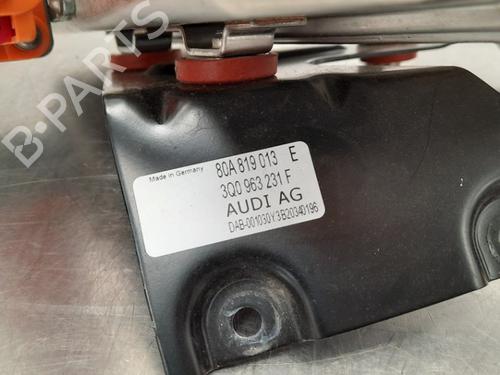 B-PARTS
Made in Germany 80A 819 013 E
3Q0 963 231 F
AUDI AG
DAB-001030Y3B20340196